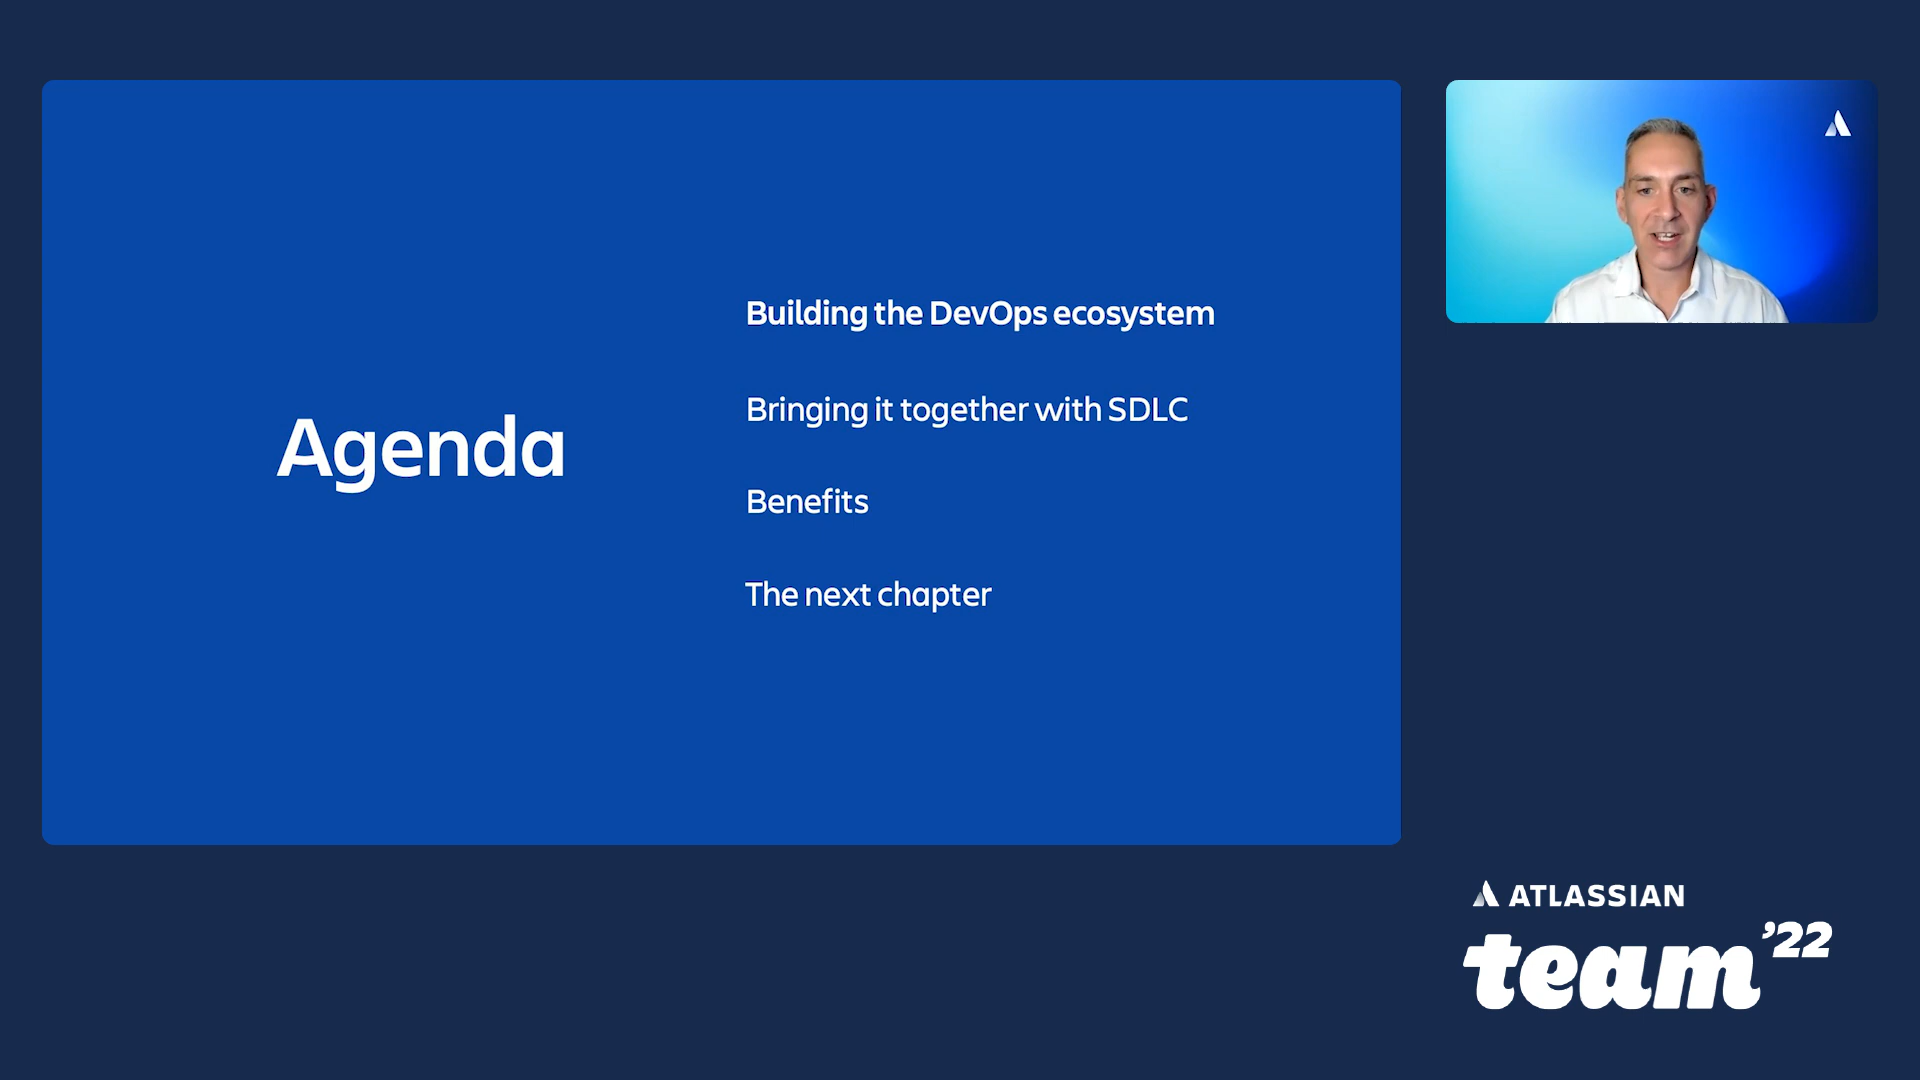 Agenda
Building the DevOps ecosystem
Bringing it together with SDLC
Benefits
The next chapter
ATLASSIAN
team '22